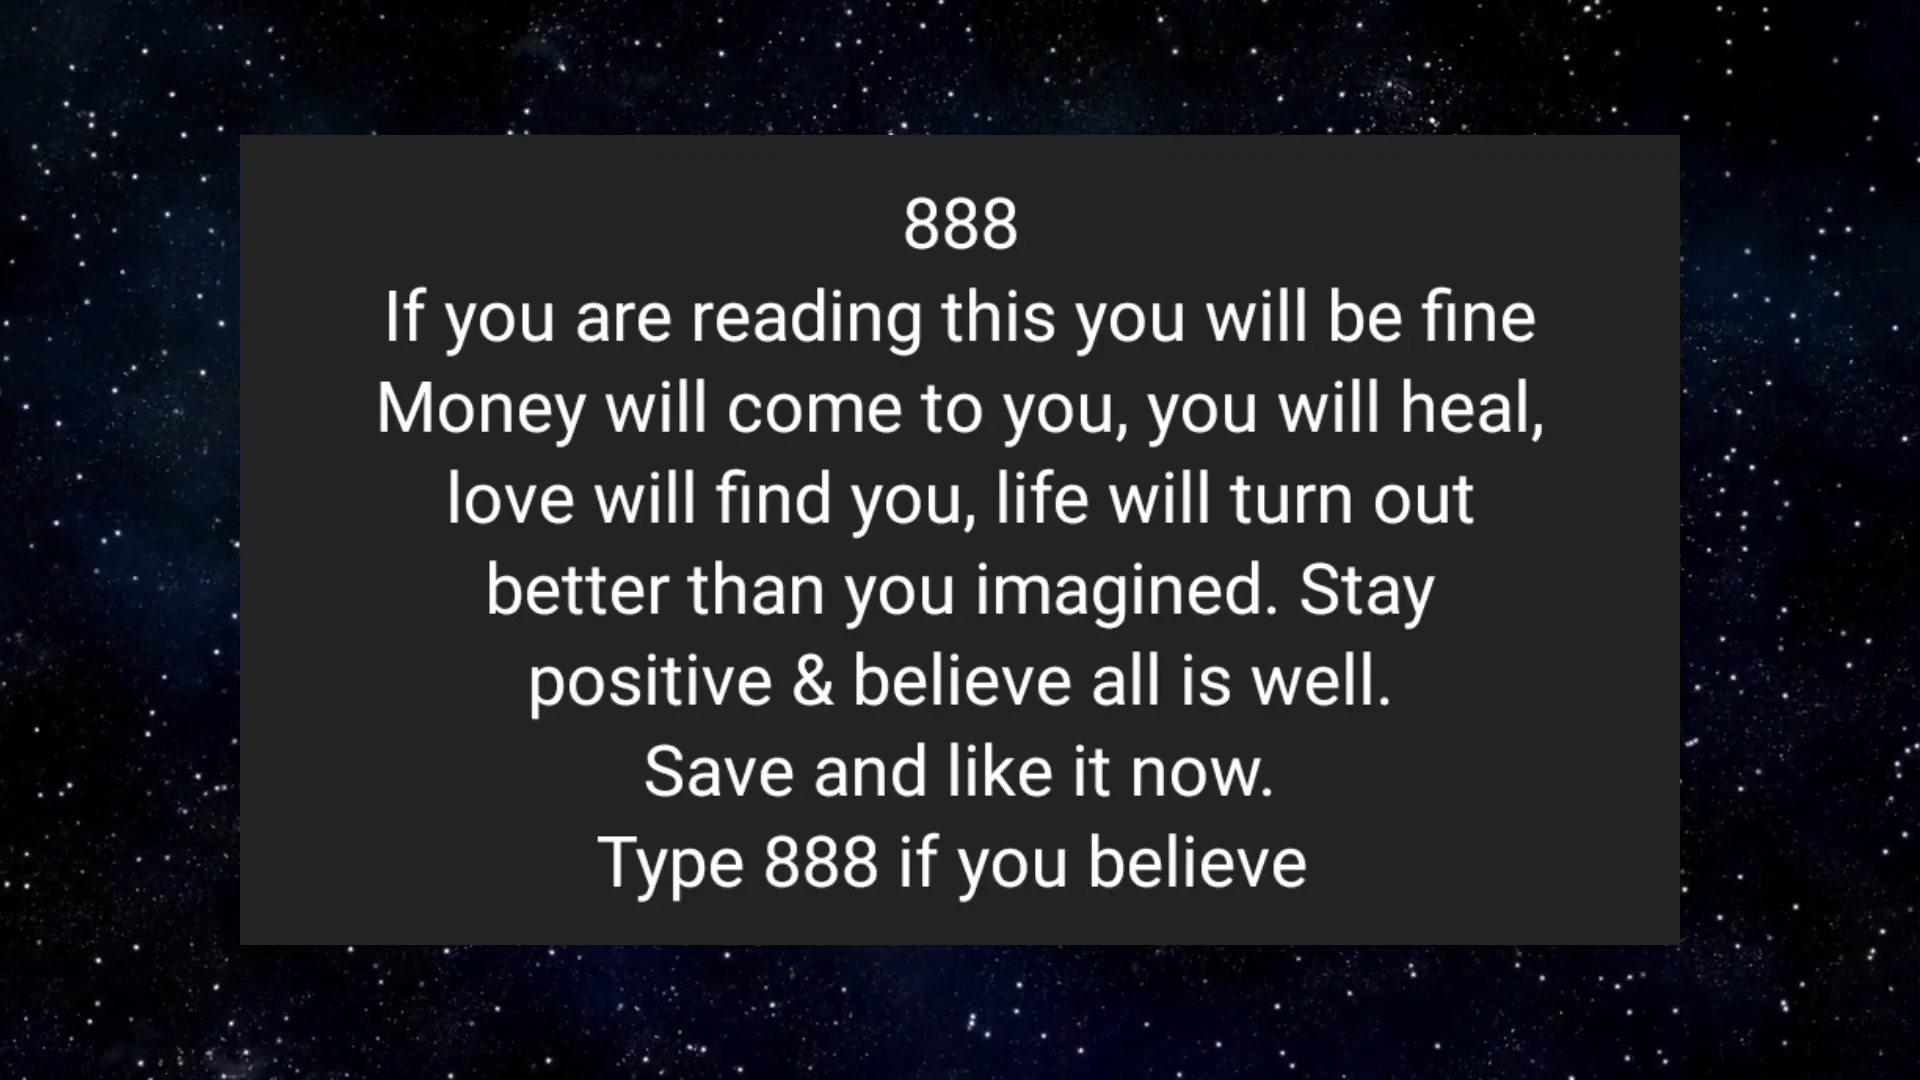 888
If you are reading this you will be fine
Money will come to you, you will heal,
love will find you, life will turn out
better than you imagined. Stay
positive & believe all is well.
Save and like it now.
Type 888 if you believe